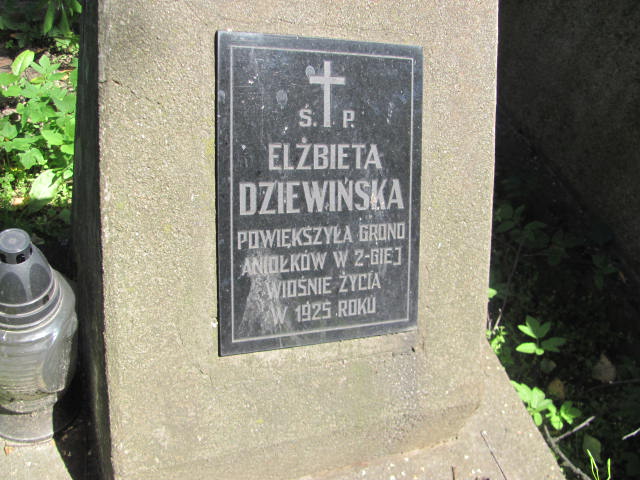 Ś. P.
ELŻBIETA
DZIEWIŃSKA
POWIĘKSZYŁA GRONO
ANIOŁKÓW W 2-GIEJ
WIOŚNIE ŻYCIA
W 1925 ROKU